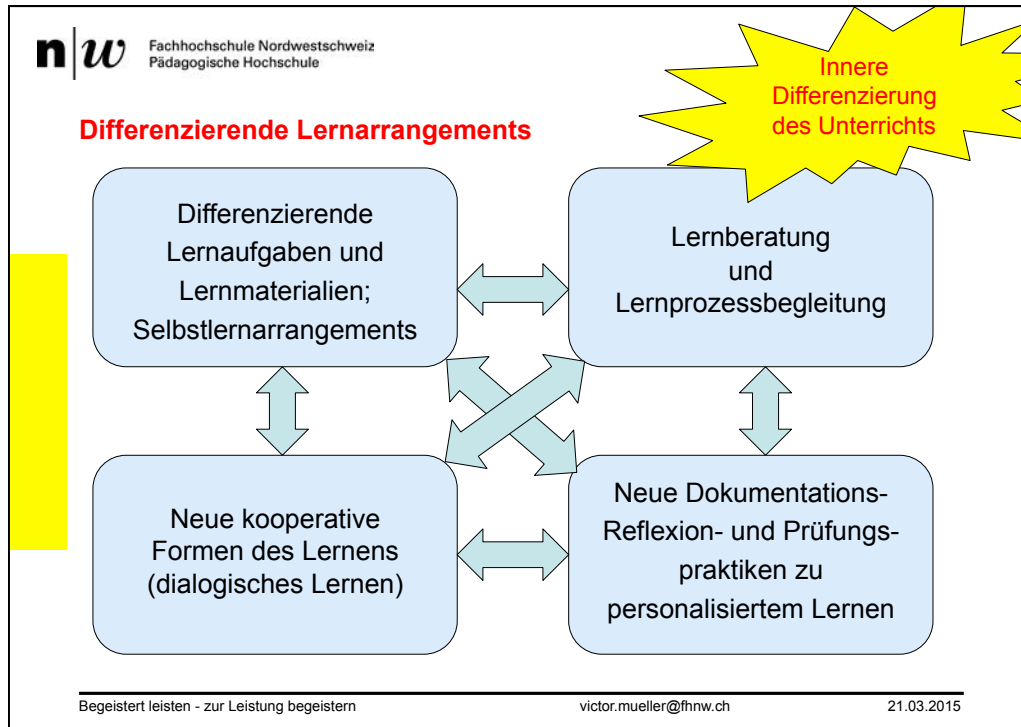 n|w
Fachhochschule Nordwestschweiz
Pädagogische Hochschule
Innere
Differenzierung
des Unterrichts
Differenzierende Lernarrangements
Differenzierende
Lernaufgaben und
Lernmaterialien;
Selbstlernarrangements
Lernberatung
und
Lernprozessbegleitung
Neue kooperative
Formen des Lernens
(dialogisches Lernen)
Neue Dokumentations-
Reflexion- und Prüfungs-
praktiken zu
personalisiertem Lernen
Begeistert leisten - zur Leistung begeistern
victor.mueller@fhnw.ch
21.03.2015